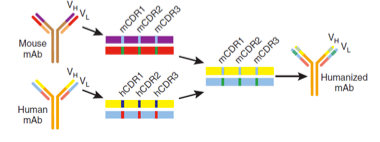 VH
VL
mCDR1
mCDR2
mCDR3
Mouse
mAb
VH
VL
hCDR1
hCDR2
hCDR3
Human
mAb
mCDR1
mCDR2
mCDR3
VH
VL
Humanized
mAb